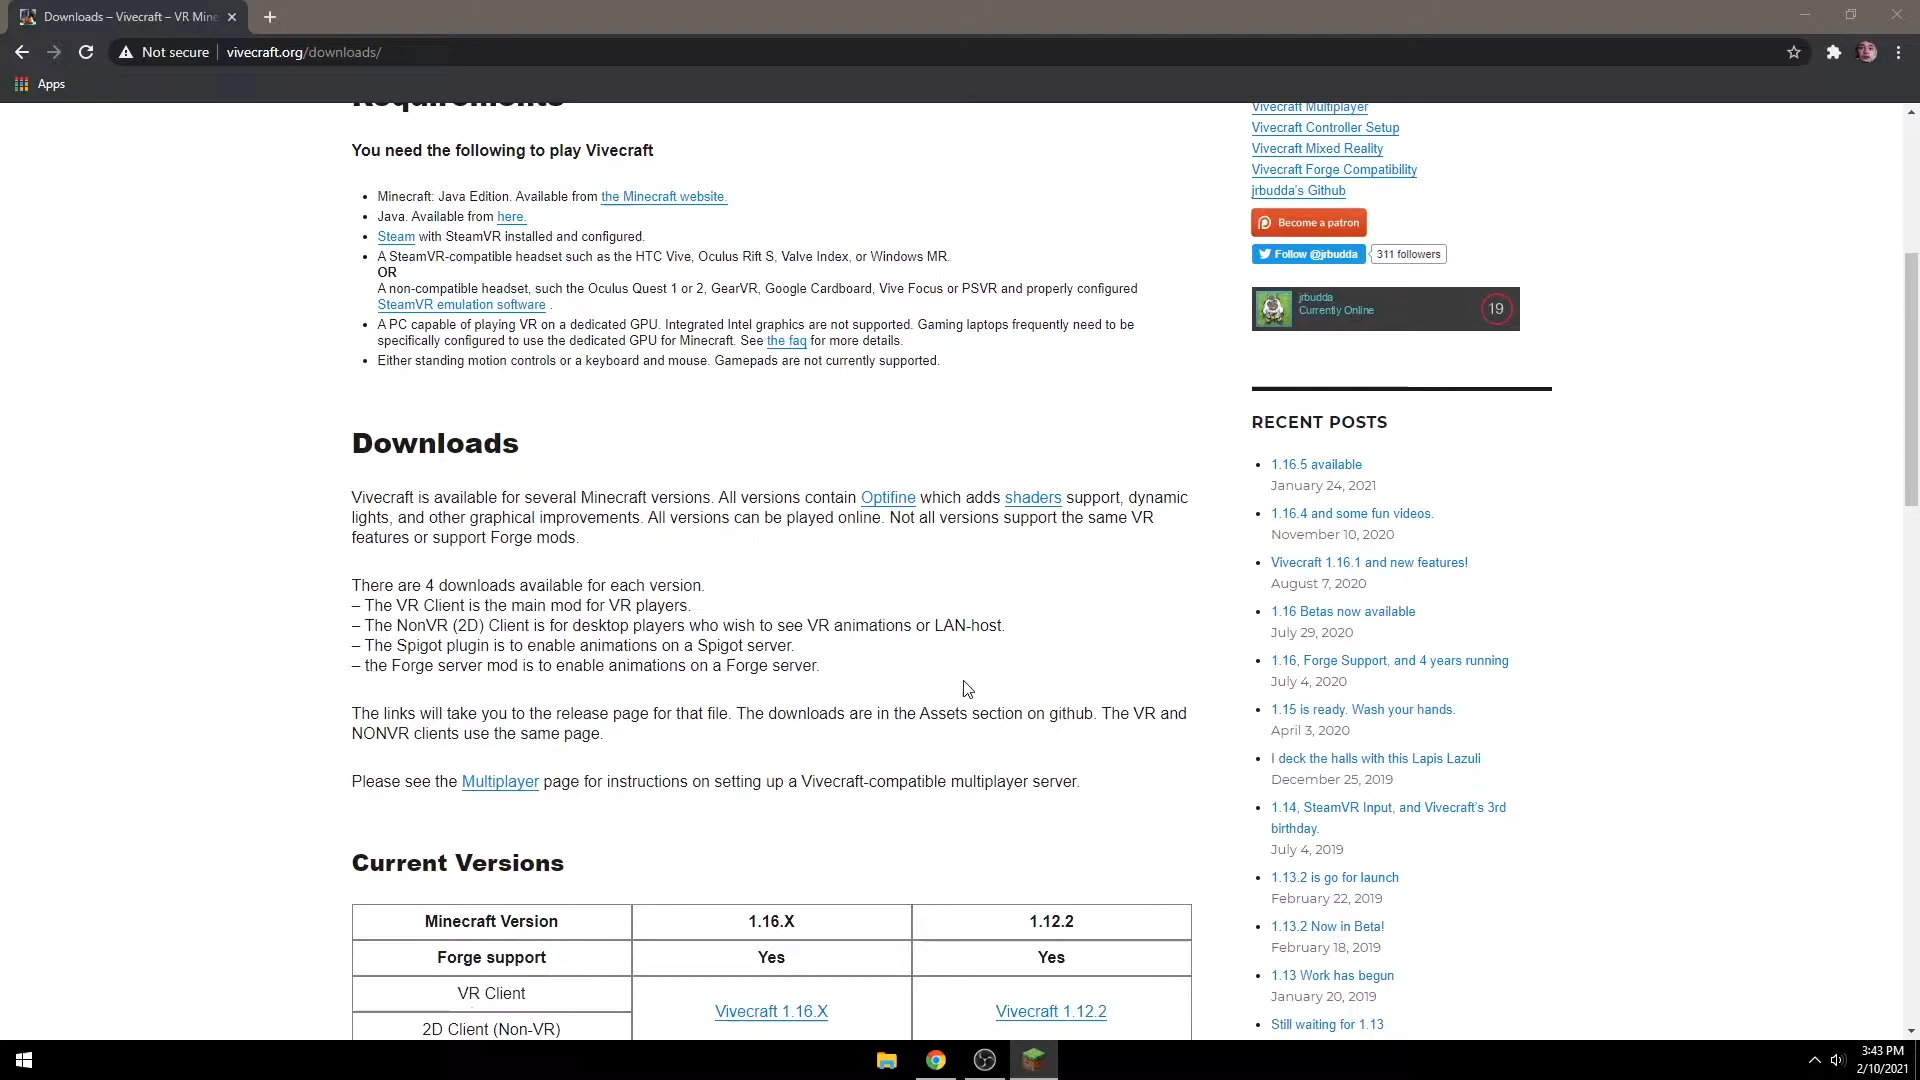 Downloads – Vivecraft – VR Mine
Not secure
vivecraft.org/downloads/
Apps
Requirements
You need the following to play Vivecraft
Minecraft: Java Edition. Available from the Minecraft website.
Java. Available from here.
Steam with SteamVR installed and configured.
A SteamVR-compatible headset such as the HTC Vive, Oculus Rift S, Valve Index, or Windows MR.
OR
A non-compatible headset, such the Oculus Quest 1 or 2, GearVR, Google Cardboard, Vive Focus or PSVR and properly configured
SteamVR emulation software .
A PC capable of playing VR on a dedicated GPU. Integrated Intel graphics are not supported. Gaming laptops frequently need to be
specifically configured to use the dedicated GPU for Minecraft. See the faq for more details.
Either standing motion controls or a keyboard and mouse. Gamepads are not currently supported.
Downloads
Vivecraft is available for several Minecraft versions. All versions contain Optifine which adds shaders support, dynamic
lights, and other graphical improvements. All versions can be played online. Not all versions support the same VR
features or support Forge mods.
There are 4 downloads available for each version.
– The VR Client is the main mod for VR players.
– The NonVR (2D) Client is for desktop players who wish to see VR animations or LAN-host.
– The Spigot plugin is to enable animations on a Spigot server.
– the Forge server mod is to enable animations on a Forge server.
The links will take you to the release page for that file. The downloads are in the Assets section on github. The VR and
NONVR clients use the same page.
Please see the Multiplayer page for instructions on setting up a Vivecraft-compatible multiplayer server.
Current Versions
Minecraft Version 1.16.X 1.12.2
Forge support Yes Yes
VR Client
Vivecraft 1.16.X Vivecraft 1.12.2
2D Client (Non-VR)
Vivecraft Multiplayer
Vivecraft Controller Setup
Vivecraft Mixed Reality
Vivecraft Forge Compatibility
jrbudda's Github
Become a patron
Follow @jrbudda 311 followers
jrbudda
Currently Online
19
RECENT POSTS
1.16.5 available
January 24, 2021
1.16.4 and some fun videos.
November 10, 2020
Vivecraft 1.16.1 and new features!
August 7, 2020
1.16 Betas now available
July 29, 2020
1.16, Forge Support, and 4 years running
July 4, 2020
1.15 is ready. Wash your hands.
April 3, 2020
I deck the halls with this Lapis Lazuli
December 25, 2019
1.14, SteamVR Input, and Vivecraft's 3rd
birthday.
July 4, 2019
1.13.2 is go for launch
February 22, 2019
1.13.2 Now in Beta!
February 18, 2019
1.13 Work has begun
January 20, 2019
Still waiting for 1.13
3:43 PM
2/10/2021